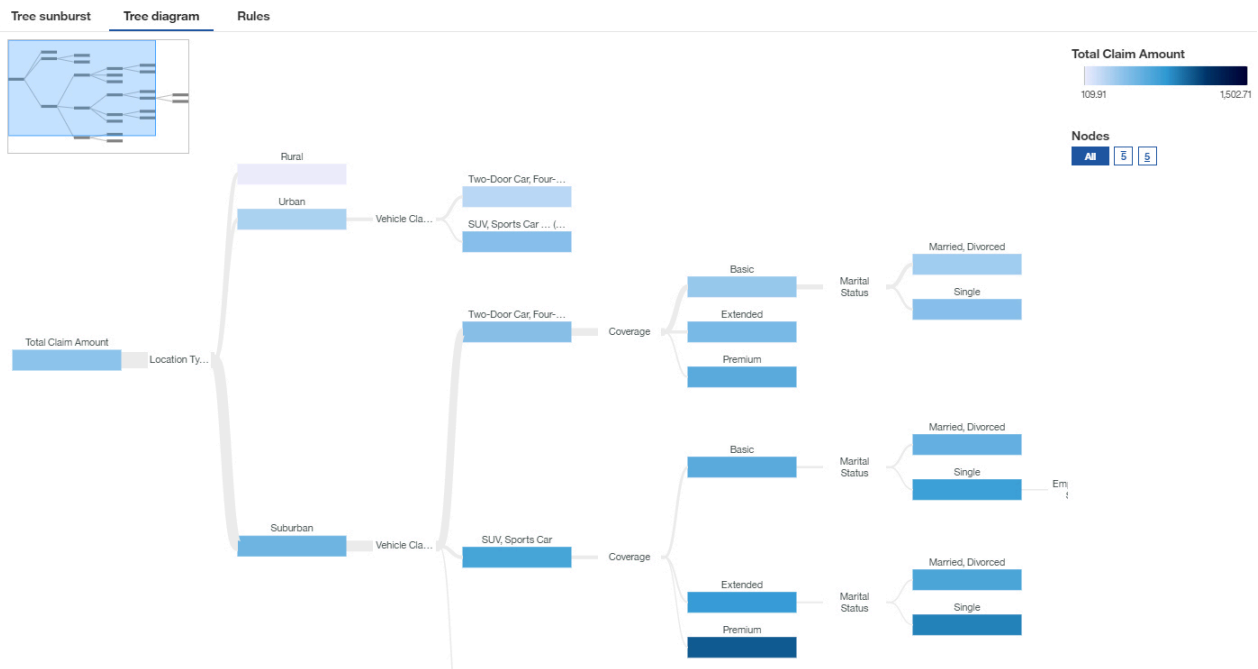 Tree sunburst
Tree diagram
Rules
Total Claim Amount
109.91
1,502.71
Nodes
All
5
5
Rural
Urban
Vehicle Cla...
Two-Door Car, Four-...
SUV, Sports Car ... (...
Total Claim Amount
Location Ty...
Two-Door Car, Four-...
Coverage
Basic
Marital
Status
Married, Divorced
Single
Extended
Premium
Suburban
Vehicle Cla...
SUV, Sports Car
Coverage
Basic
Marital
Status
Married, Divorced
Single
Extended
Marital
Status
Married, Divorced
Single
Premium